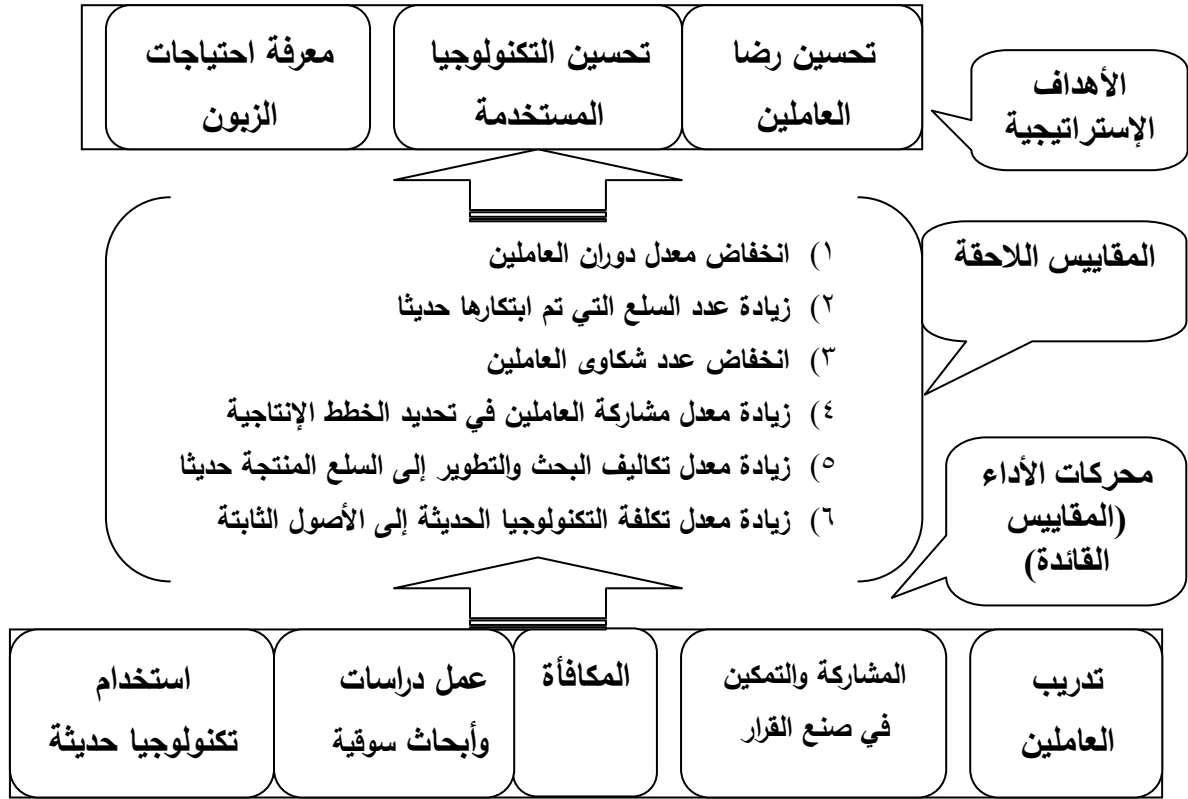 تحسين رضا
العاملين
تحسين التكنولوجيا
المستخدمة
معرفة احتياجات
الزبون
الأهداف
الإستراتيجية
المقاييس اللاحقة
١) انخفاض معدل دوران العاملين
٢) زيادة عدد السلع التي تم ابتكارها حديثا
٣) انخفاض عدد شكاوى العاملين
٤) زيادة معدل مشاركة العاملين في تحديد الخطط الإنتاجية
٥) زيادة معدل تكاليف البحث والتطوير إلى السلع المنتجة حديثا
٦) زيادة معدل تكلفة التكنولوجيا الحديثة إلى الأصول الثابتة
محركات الأداء
(المقاييس
القائدة)
تدريب
العاملين
المشاركة والتمكين
في صنع القرار
المكافأة
عمل دراسات
وأبحاث سوقية
استخدام
تكنولوجيا حديثة